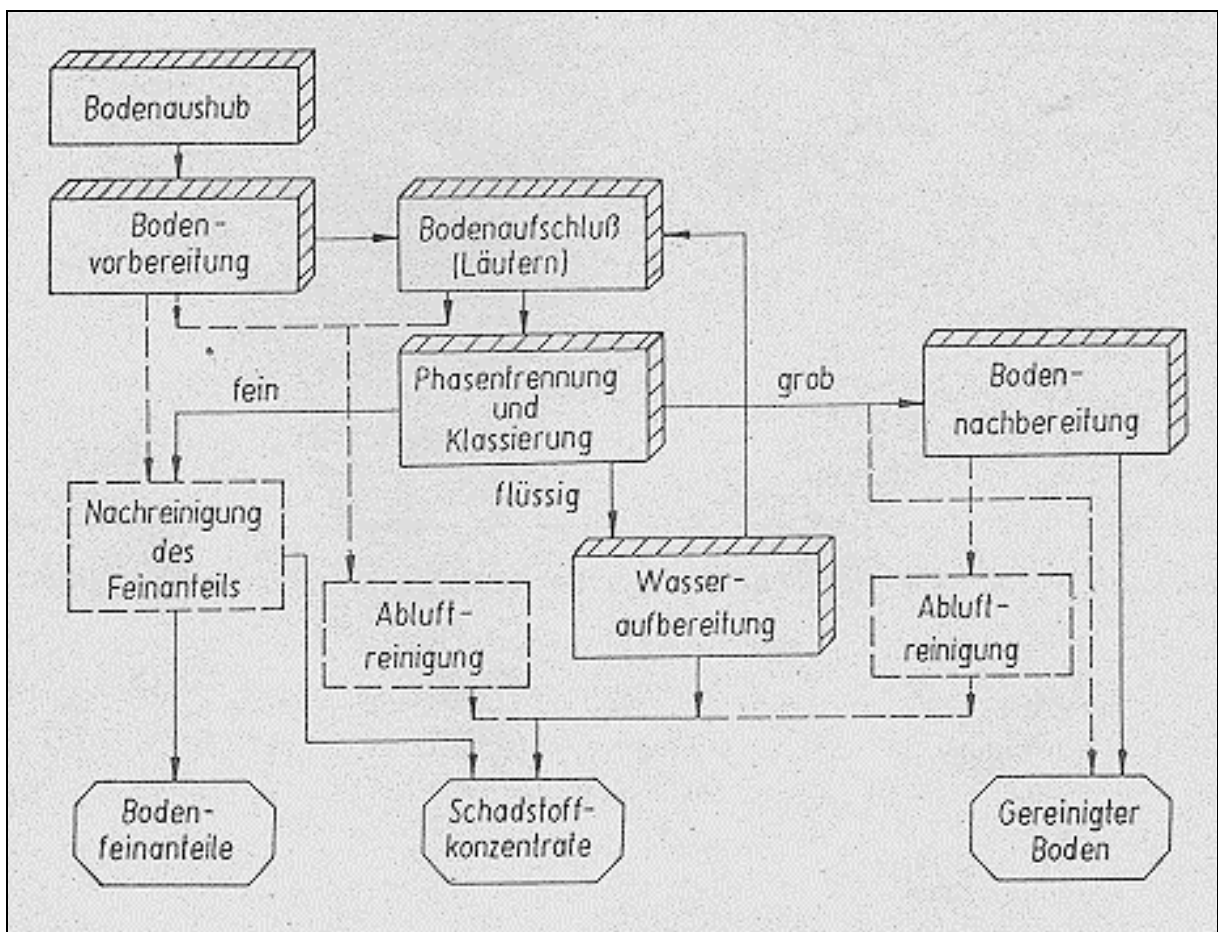 Bodenaushub
Boden-
vorbereitung
Bodenaufschluß
(Läutern)
Phasentrennung
und
Klassierung
fein
grob
Boden-
nachbereitung
flüssig
Nachreinigung
des
Feinanteils
Abluft-
reinigung
Wasser-
aufbereitung
Abluft-
reinigung
Boden-
feinanteile
Schadstoff-
konzentrate
Gereinigter
Boden